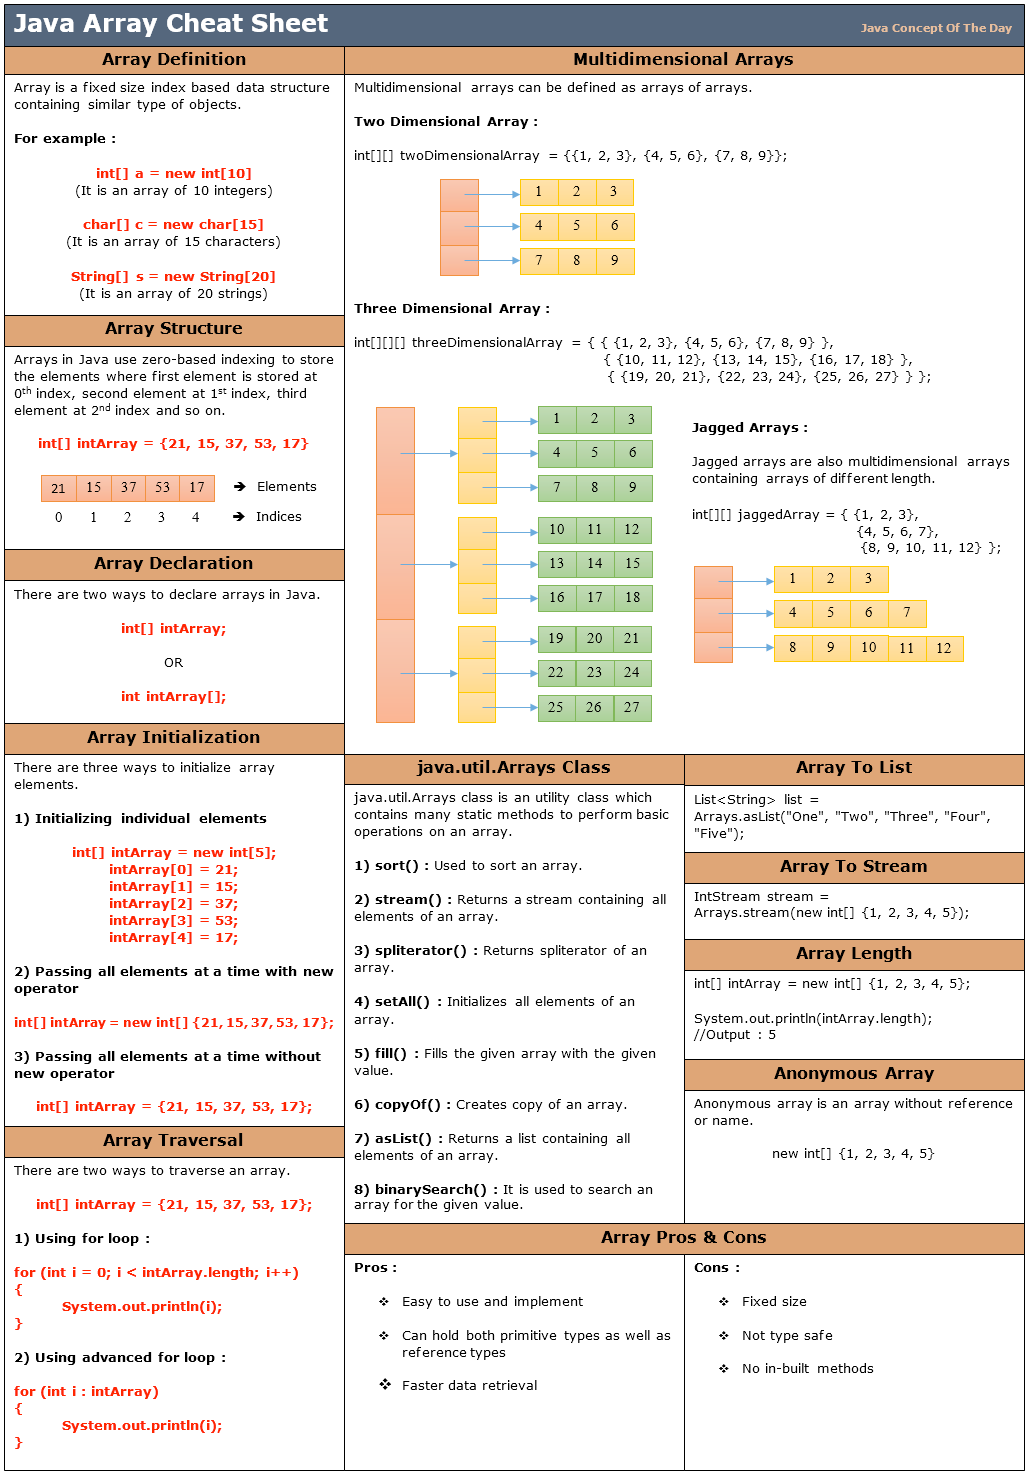 Java Array Cheat Sheet
Java Concept Of The Day
Array Definition
Array is a fixed size index based data structure
containing similar type of objects.
For example :
int[] a = new int[10]
(It is an array of 10 integers)
char[] c = new char[15]
(It is an array of 15 characters)
String[] s = new String[20]
(It is an array of 20 strings)
Array Structure
Arrays in Java use zero-based indexing to store
the elements where first element is stored at
0th index, second element at 1st index, third
element at 2nd index and so on.
int[] intArray = {21, 15, 37, 53, 17}
21 15 37 53 17 ➔ Elements
0 1 2 3 4 ➔ Indices
Array Declaration
There are two ways to declare arrays in Java.
int[] intArray;
OR
int intArray[];
Array Initialization
There are three ways to initialize array
elements.
1) Initializing individual elements
int[] intArray = new int[5];
intArray[0] = 21;
intArray[1] = 15;
intArray[2] = 37;
intArray[3] = 53;
intArray[4] = 17;
2) Passing all elements at a time with new
operator
int[] intArray = new int[] {21, 15, 37, 53, 17};
3) Passing all elements at a time without
new operator
int[] intArray = {21, 15, 37, 53, 17};
Array Traversal
There are two ways to traverse an array.
int[] intArray = {21, 15, 37, 53, 17};
1) Using for loop :
for (int i = 0; i < intArray.length; i++)
{
System.out.println(i);
}
2) Using advanced for loop :
for (int i : intArray)
{
System.out.println(i);
}
Multidimensional Arrays
Multidimensional arrays can be defined as arrays of arrays.
Two Dimensional Array :
int[][] twoDimensionalArray = {{1, 2, 3}, {4, 5, 6}, {7, 8, 9}};
1 2 3
4 5 6
7 8 9
Three Dimensional Array :
int[][][] threeDimensionalArray = { { {1, 2, 3}, {4, 5, 6}, {7, 8, 9} },
{ {10, 11, 12}, {13, 14, 15}, {16, 17, 18} },
{ {19, 20, 21}, {22, 23, 24}, {25, 26, 27} } };
1 2 3
4 5 6
7 8 9
10 11 12
13 14 15
16 17 18
19 20 21
22 23 24
25 26 27
Jagged Arrays :
Jagged arrays are also multidimensional arrays
containing arrays of different length.
int[][] jaggedArray = { {1, 2, 3},
{4, 5, 6, 7},
{8, 9, 10, 11, 12} };
1 2 3
4 5 6 7
8 9 10 11 12
java.util.Arrays Class
java.util.Arrays class is an utility class which
contains many static methods to perform basic
operations on an array.
1) sort() : Used to sort an array.
2) stream() : Returns a stream containing all
elements of an array.
3) spliterator() : Returns spliterator of an
array.
4) setAll() : Initializes all elements of an
array.
5) fill() : Fills the given array with the given
value.
6) copyOf() : Creates copy of an array.
7) asList() : Returns a list containing all
elements of an array.
8) binarySearch() : It is used to search an
array for the given value.
Array To List
List<String> list =
Arrays.asList("One", "Two", "Three", "Four",
"Five");
Array To Stream
IntStream stream =
Arrays.stream(new int[] {1, 2, 3, 4, 5});
Array Length
int[] intArray = new int[] {1, 2, 3, 4, 5};
System.out.println(intArray.length);
//Output : 5
Anonymous Array
Anonymous array is an array without reference
or name.
new int[] {1, 2, 3, 4, 5}
Array Pros & Cons
Pros :
❖ Easy to use and implement
❖ Can hold both primitive types as well as
reference types
❖ Faster data retrieval
Cons :
❖ Fixed size
❖ Not type safe
❖ No in-built methods